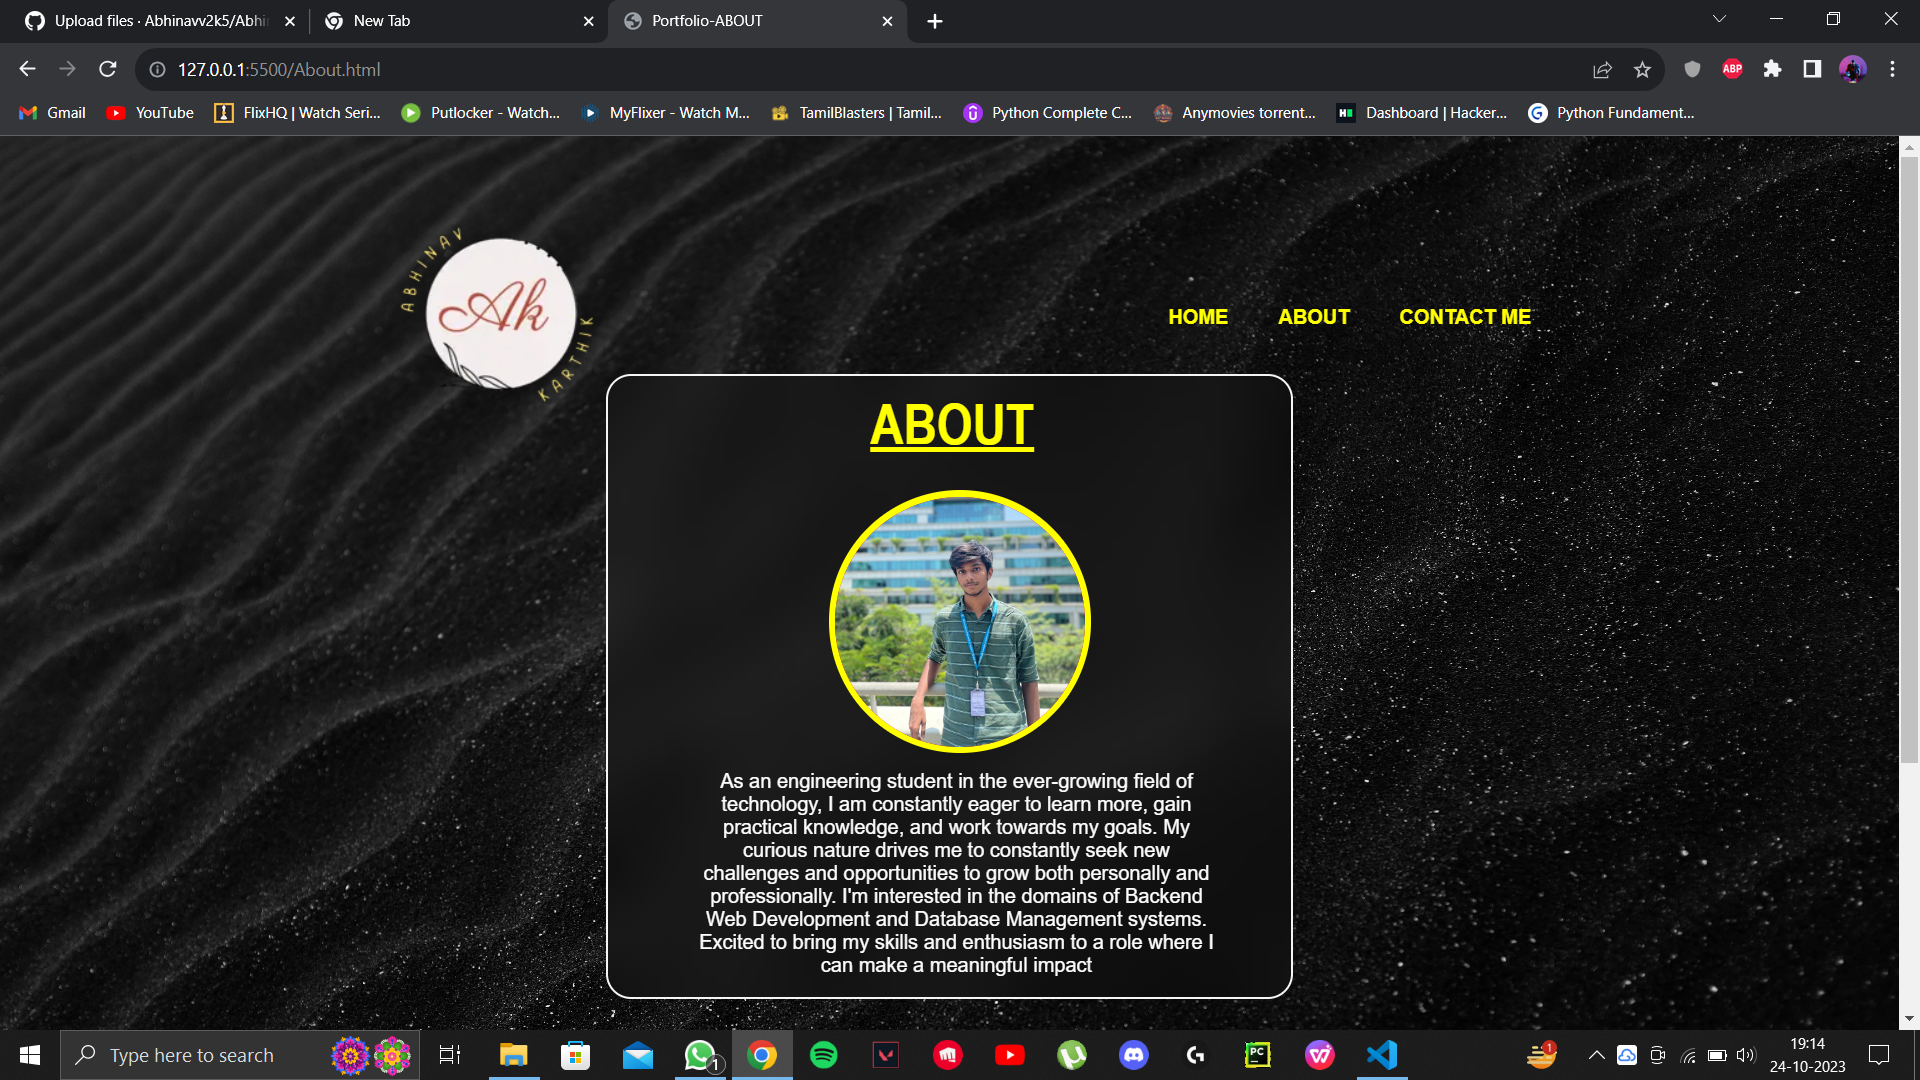 Upload files · Abhinavv2k5/Abhi
New Tab
Portfolio-ABOUT
127.0.0.1:5500/About.html
ABP
Gmail
YouTube
FlixHQ | Watch Seri...
Putlocker - Watch...
MyFlixer - Watch M...
TamilBlasters | Tamil...
Python Complete C...
Anymovies torrent...
Dashboard | Hacker...
Python Fundament...
ABHINAV
Ak
KARTHIK
HOME
ABOUT
CONTACT ME
ABOUT
As an engineering student in the ever-growing field of
technology, I am constantly eager to learn more, gain
practical knowledge, and work towards my goals. My
curious nature drives me to constantly seek new
challenges and opportunities to grow both personally and
professionally. I'm interested in the domains of Backend
Web Development and Database Management systems.
Excited to bring my skills and enthusiasm to a role where I
can make a meaningful impact
Type here to search
1
PC
1
19:14
24-10-2023